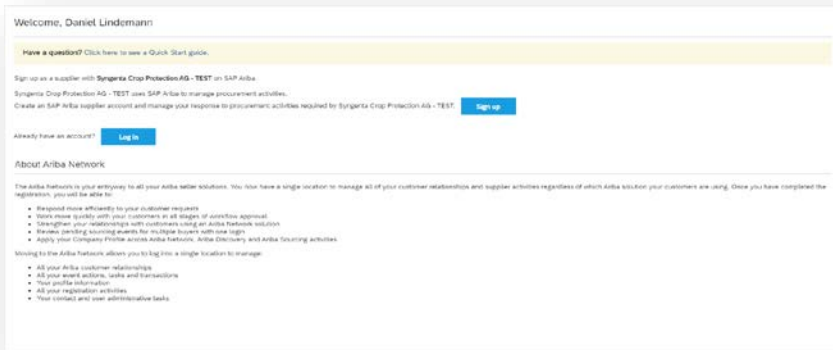 Welcome, Daniel Lindemann
Have a question? Click here to see a Quick Start guide.
Sign up as a supplier with Syngenta Crop Protection AG - TEST on SAP Ariba.
Syngenta Crop Protection AG - TEST uses SAP Ariba to manage procurement activities.
Create an SAP Ariba supplier account and manage your response to procurement activities required by Syngenta Crop Protection AG - TEST. Sign up
Already have an account? Log in
About Ariba Network
The Ariba Network is your entryway to all your Ariba seller solutions. You now have a single location to manage all of your customer relationships and supplier activities regardless of which Ariba solution your customers are using. Once you have completed the
registration, you will be able to:
• Respond more efficiently to your customer requests
• Work more quickly with your customers in all stages of workflow approval
• Strengthen your relationships with customers using an Ariba Network solution
• Review pending sourcing events for multiple buyers with one login
• Apply your Company Profile across Ariba Network, Ariba Discovery and Ariba Sourcing activities
Moving to the Ariba Network allows you to log into a single location to manage:
• All your Ariba customer relationships
• All your event actions, tasks and transactions
• Your profile information
• All your registration activities
• Your contact and user administrative tasks